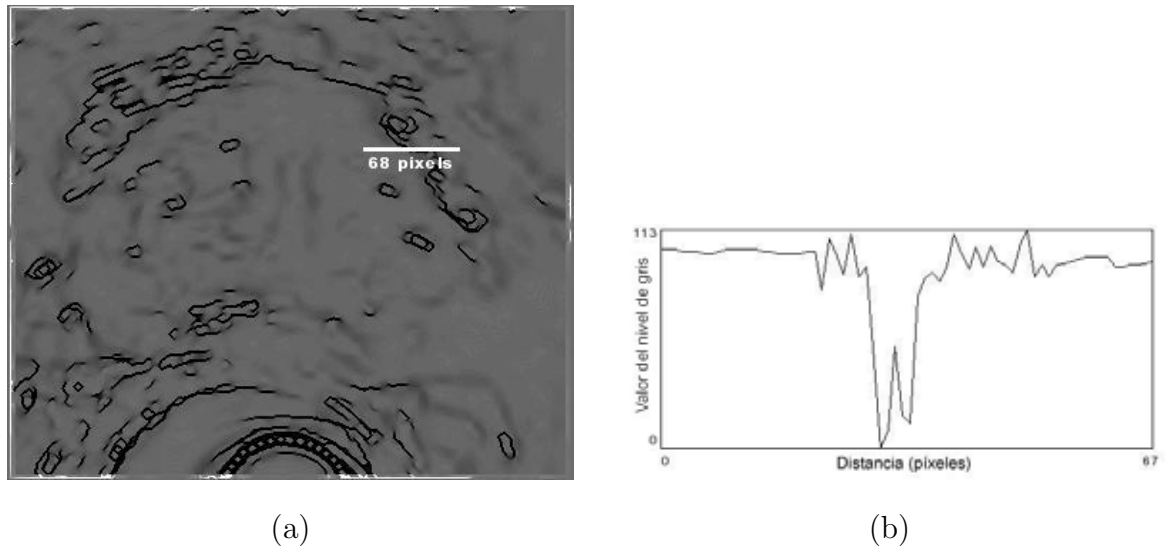 68 pixels
113
Valor del nivel de gris
0
0
Distancia (pixeles)
67
(a)
(b)